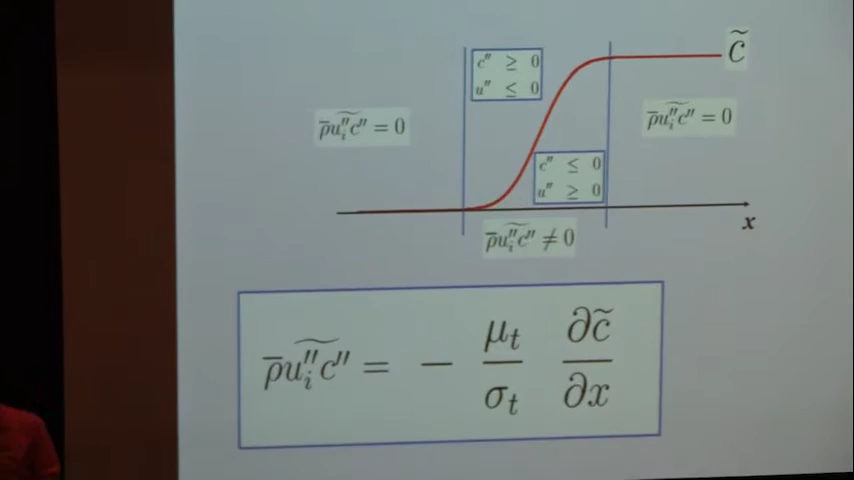 c̃
c″ ≥ 0
u″ ≤ 0
ρ̅u″ᵢc″ = 0
ρ̅u″ᵢc″ = 0
c″ ≤ 0
u″ ≥ 0
x
ρ̅u″ᵢc″ ≠ 0
ρ̅u″ᵢc″ = − μₜ/σₜ ∂c̃/∂x